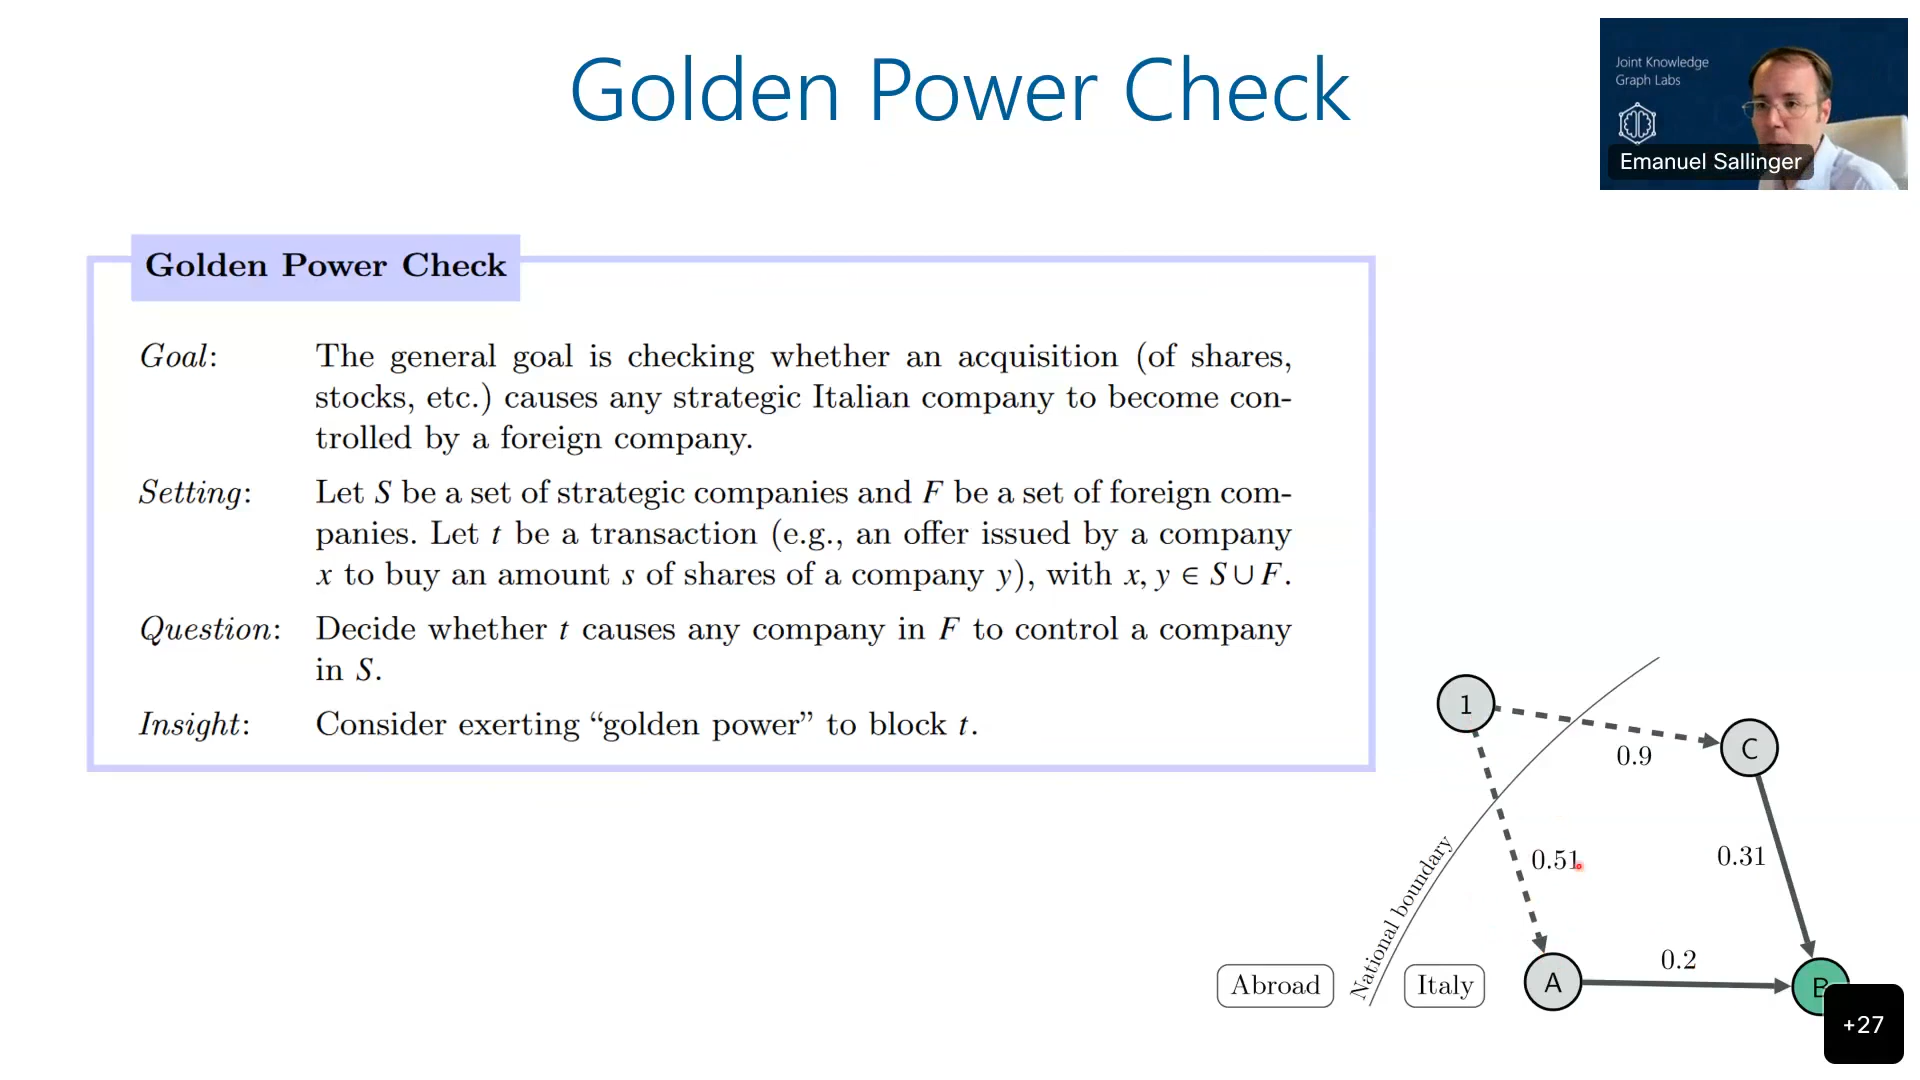 Golden Power Check
Joint Knowledge
Graph Labs
Emanuel Sallinger
Golden Power Check
Goal: The general goal is checking whether an acquisition (of shares,
stocks, etc.) causes any strategic Italian company to become con-
trolled by a foreign company.
Setting: Let S be a set of strategic companies and F be a set of foreign com-
panies. Let t be a transaction (e.g., an offer issued by a company
x to buy an amount s of shares of a company y), with x, y ∈ S ∪ F.
Question: Decide whether t causes any company in F to control a company
in S.
Insight: Consider exerting “golden power” to block t.
1
C
0.9
0.51
0.31
National boundary
0.2
Abroad
Italy
A
B
+27